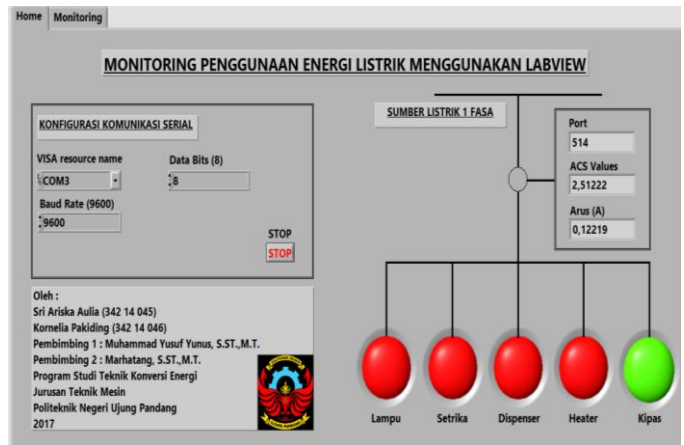 Home Monitoring
MONITORING PENGGUNAAN ENERGI LISTRIK MENGGUNAKAN LABVIEW
KONFIGURASI KOMUNIKASI SERIAL
VISA resource name Data Bits (8)
COM3 8
Baud Rate (9600)
9600
STOP
STOP
SUMBER LISTRIK 1 FASA
Port
514
ACS Values
2,51222
Arus (A)
0,12219
Oleh :
Sri Ariska Aulia (342 14 045)
Kornelia Pakiding (342 14 046)
Pembimbing 1 : Muhammad Yusuf Yunus, S.ST.,M.T.
Pembimbing 2 : Marhatang, S.ST.,M.T.
Program Studi Teknik Konversi Energi
Jurusan Teknik Mesin
Politeknik Negeri Ujung Pandang
2017
Lampu Setrika Dispenser Heater Kipas